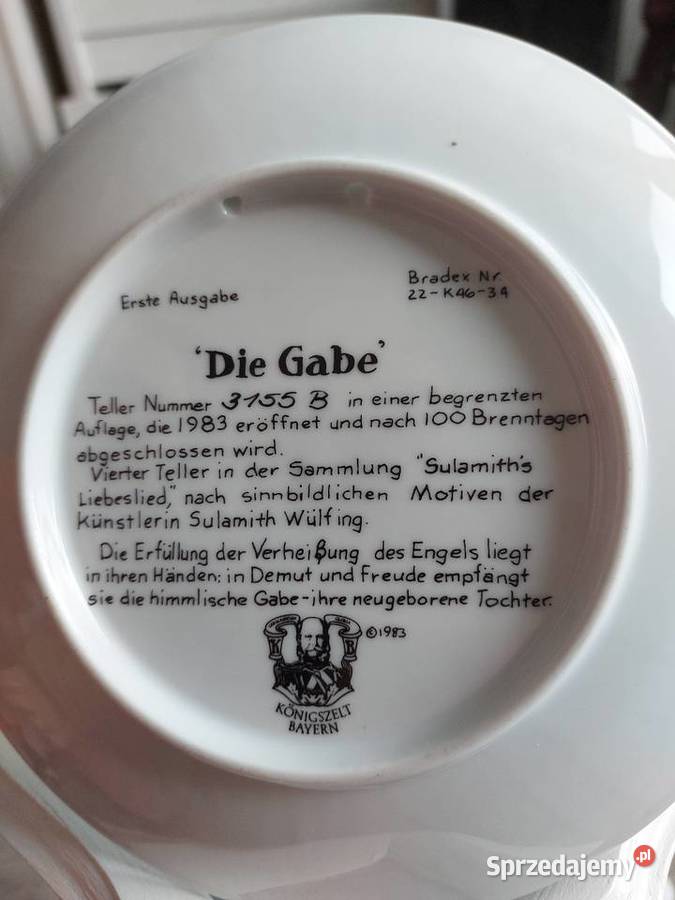 Erste Ausgabe
Bradex Nr.
22-K46-3.4
'Die Gabe'
Teller Nummer 3155 B in einer begrenzten
Auflage, die 1983 eröffnet und nach 100 Brenntagen
abgeschlossen wird.
Vierter Teller in der Sammlung "Sulamith's
Liebeslied," nach sinnbildlichen Motiven der
Künstlerin Sulamith Wülfing.
Die Erfüllung der Verheißung des Engels liegt
in ihren Händen: in Demut und Freude empfängt
sie die himmlische Gabe-ihre neugeborene Tochter.
K B
©1983
KÖNIGSZELT
BAYERN
Sprzedajemy.pl